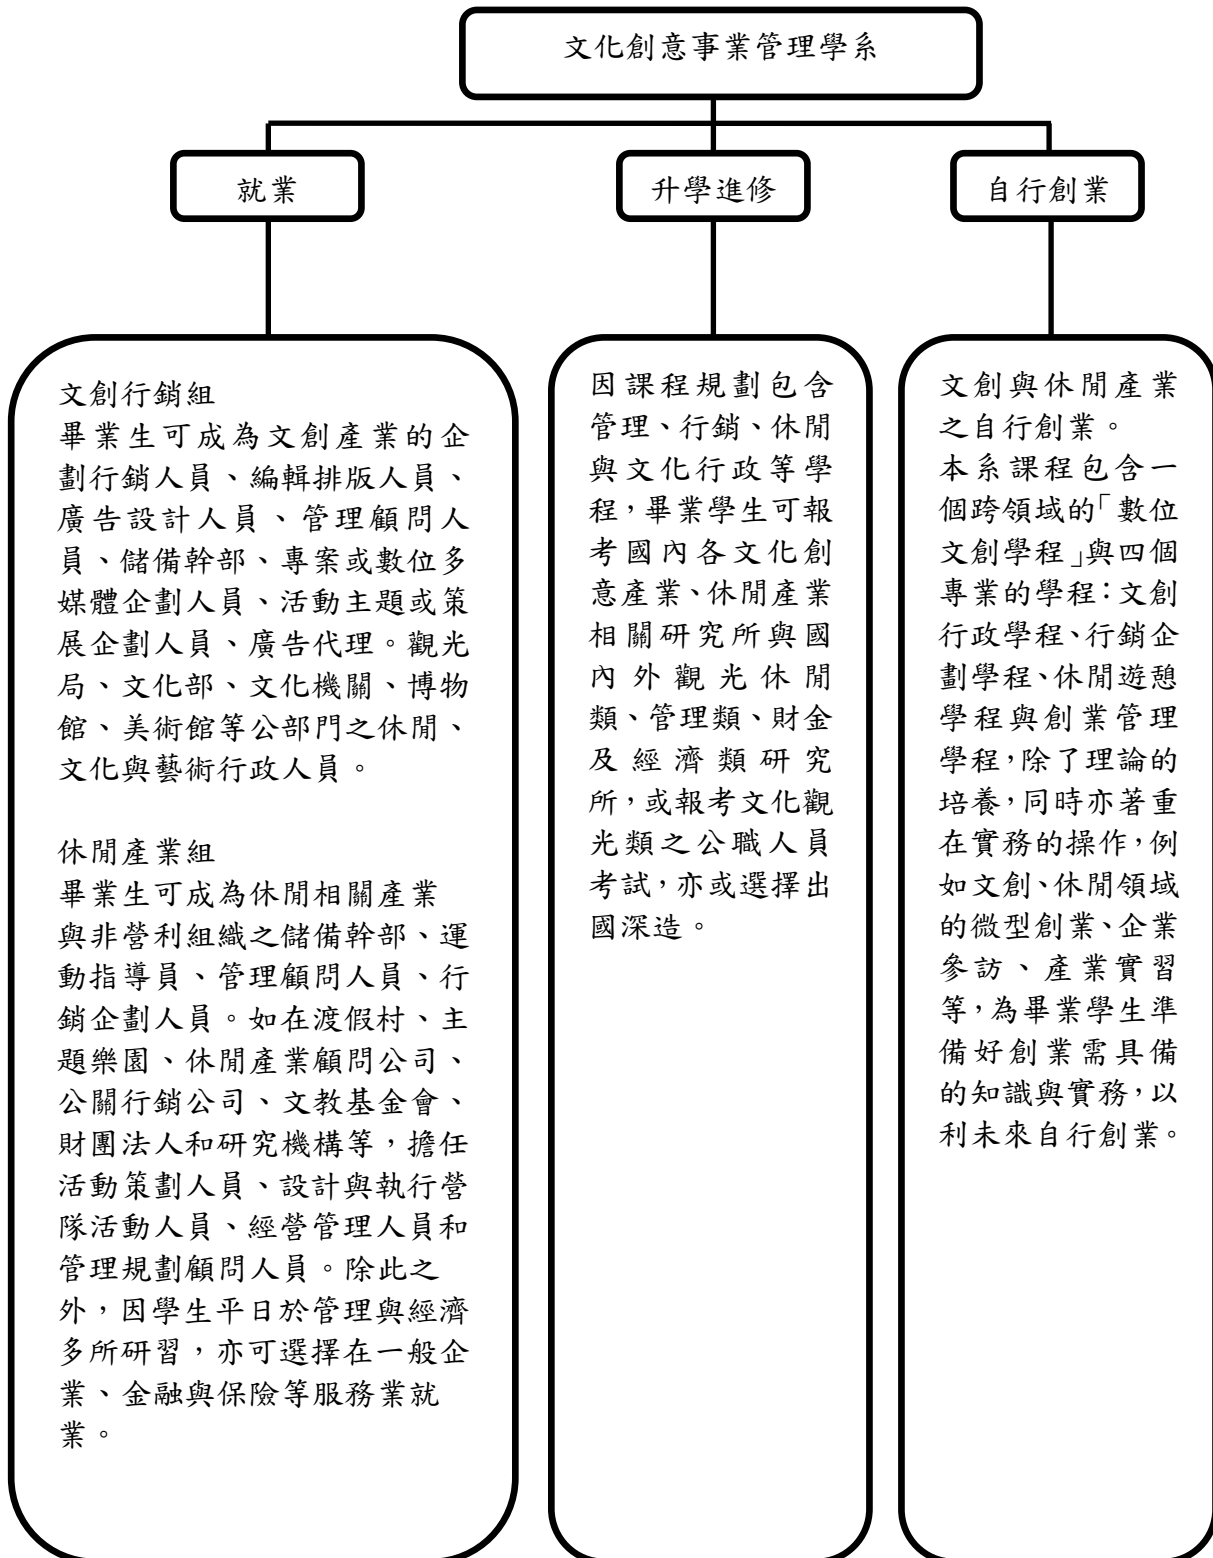 文化創意事業管理學系
就業
升學進修
自行創業
文創行銷組
畢業生可成為文創產業的企
劃行銷人員、編輯排版人員、
廣告設計人員、管理顧問人
員、儲備幹部、專案或數位多
媒體企劃人員、活動主題或策
展企劃人員、廣告代理。觀光
局、文化部、文化機關、博物
館、美術館等公部門之休閒、
文化與藝術行政人員。
休閒產業組
畢業生可成為休閒相關產業
與非營利組織之儲備幹部、運
動指導員、管理顧問人員、行
銷企劃人員。如在渡假村、主
題樂園、休閒產業顧問公司、
公關行銷公司、文教基金會、
財團法人和研究機構等，擔任
活動策劃人員、設計與執行營
隊活動人員、經營管理人員和
管理規劃顧問人員。除此之
外，因學生平日於管理與經濟
多所研習，亦可選擇在一般企
業、金融與保險等服務業就
業。
因課程規劃包含
管理、行銷、休閒
與文化行政等學
程，畢業學生可報
考國內各文化創
意產業、休閒產業
相關研究所與國
內外觀光休閒
類、管理類、財金
及經濟類研究
所，或報考文化觀
光類之公職人員
考試，亦或選擇出
國深造。
文創與休閒產業
之自行創業。
本系課程包含一
個跨領域的「數位
文創學程」與四個
專業的學程：文創
行政學程、行銷企
劃學程、休閒遊憩
學程與創業管理
學程，除了理論的
培養，同時亦著重
在實務的操作，例
如文創、休閒領域
的微型創業、企業
參訪、產業實習
等，為畢業學生準
備好創業需具備
的知識與實務，以
利未來自行創業。